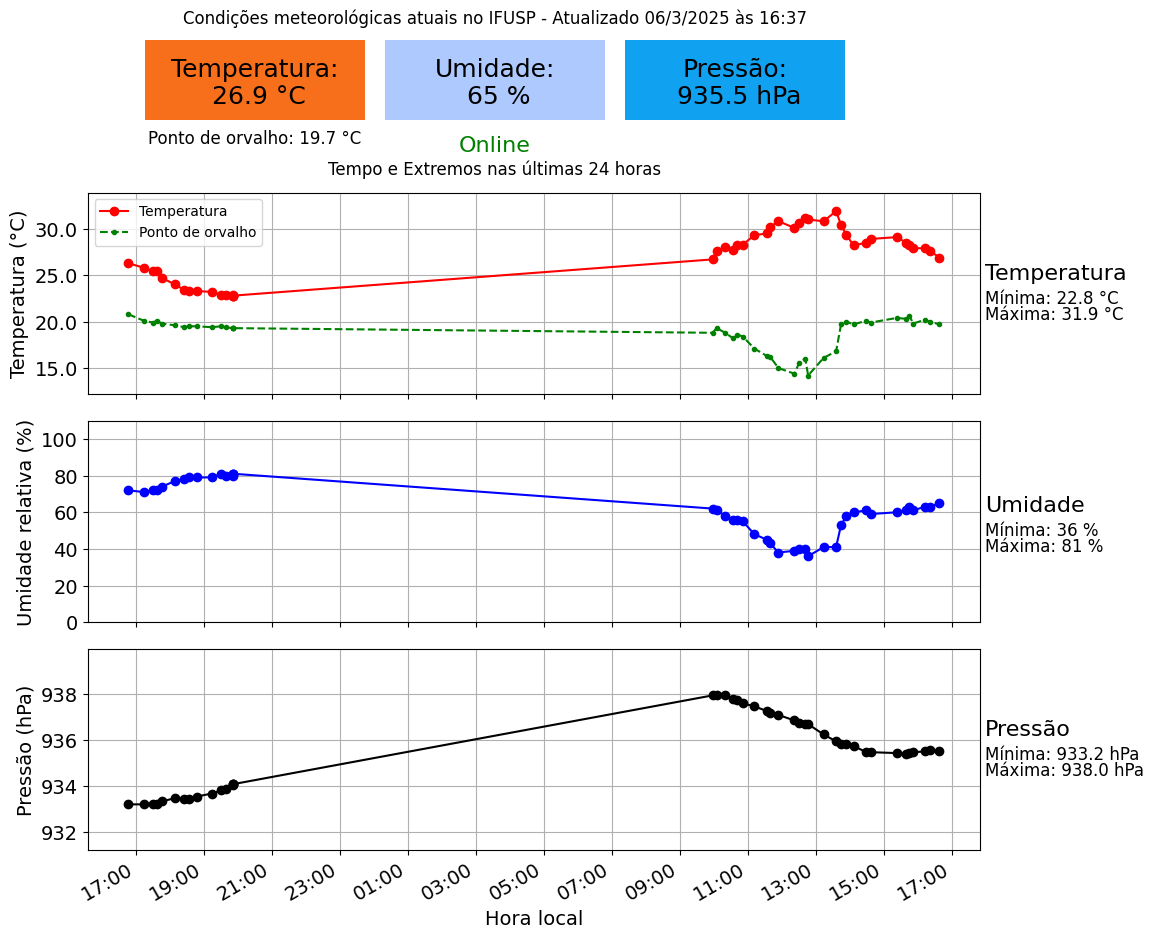 Condições meteorológicas atuais no IFUSP - Atualizado 06/3/2025 às 16:37
Temperatura:
26.9 °C
Umidade:
65 %
Pressão:
935.5 hPa
Ponto de orvalho: 19.7 °C
Online
Tempo e Extremos nas últimas 24 horas
Temperatura (°C)
30.0
25.0
20.0
15.0
Temperatura
Ponto de orvalho
Temperatura
Mínima: 22.8 °C
Máxima: 31.9 °C
Umidade relativa (%)
100
80
60
40
20
0
Umidade
Mínima: 36 %
Máxima: 81 %
Pressão (hPa)
938
936
934
932
Pressão
Mínima: 933.2 hPa
Máxima: 938.0 hPa
17:00 19:00 21:00 23:00 01:00 03:00 05:00 07:00 09:00 11:00 13:00 15:00 17:00
Hora local